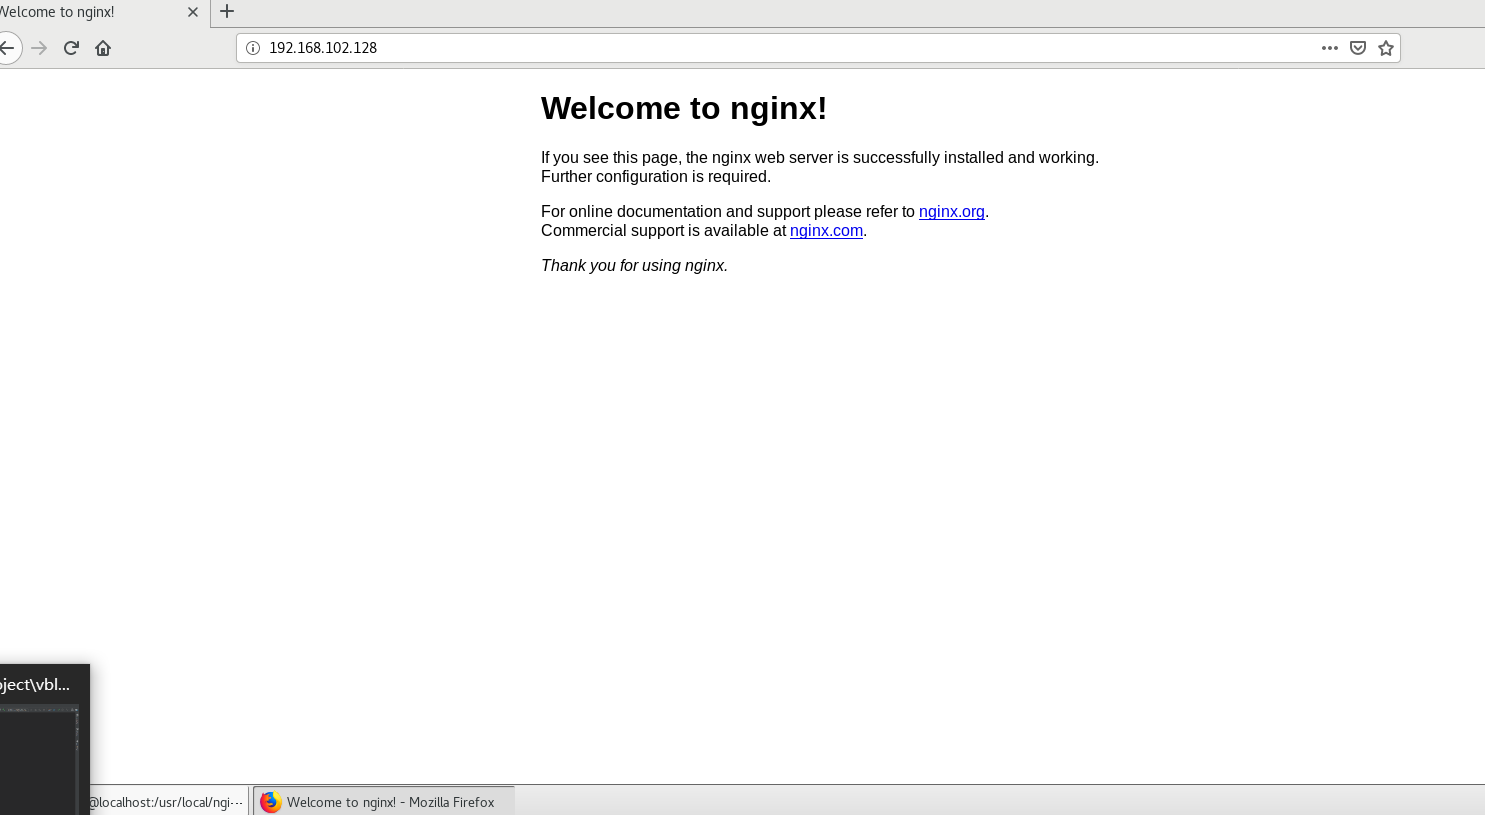 Welcome to nginx!
192.168.102.128
Welcome to nginx!
If you see this page, the nginx web server is successfully installed and working.
Further configuration is required.
For online documentation and support please refer to nginx.org.
Commercial support is available at nginx.com.
Thank you for using nginx.
oject\vbl...
@localhost:/usr/local/ngi···
Welcome to nginx! - Mozilla Firefox